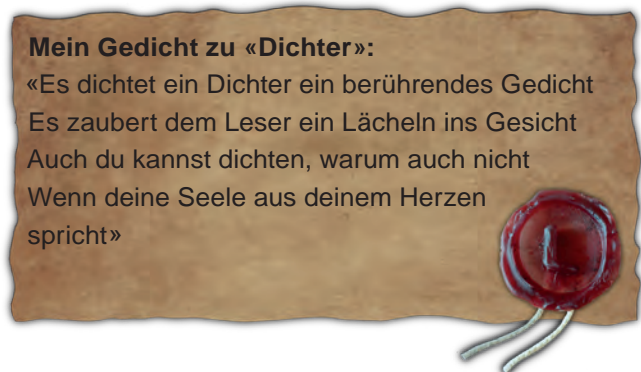 Mein Gedicht zu «Dichter»:
«Es dichtet ein Dichter ein berührendes Gedicht
Es zaubert dem Leser ein Lächeln ins Gesicht
Auch du kannst dichten, warum auch nicht
Wenn deine Seele aus deinem Herzen
spricht»